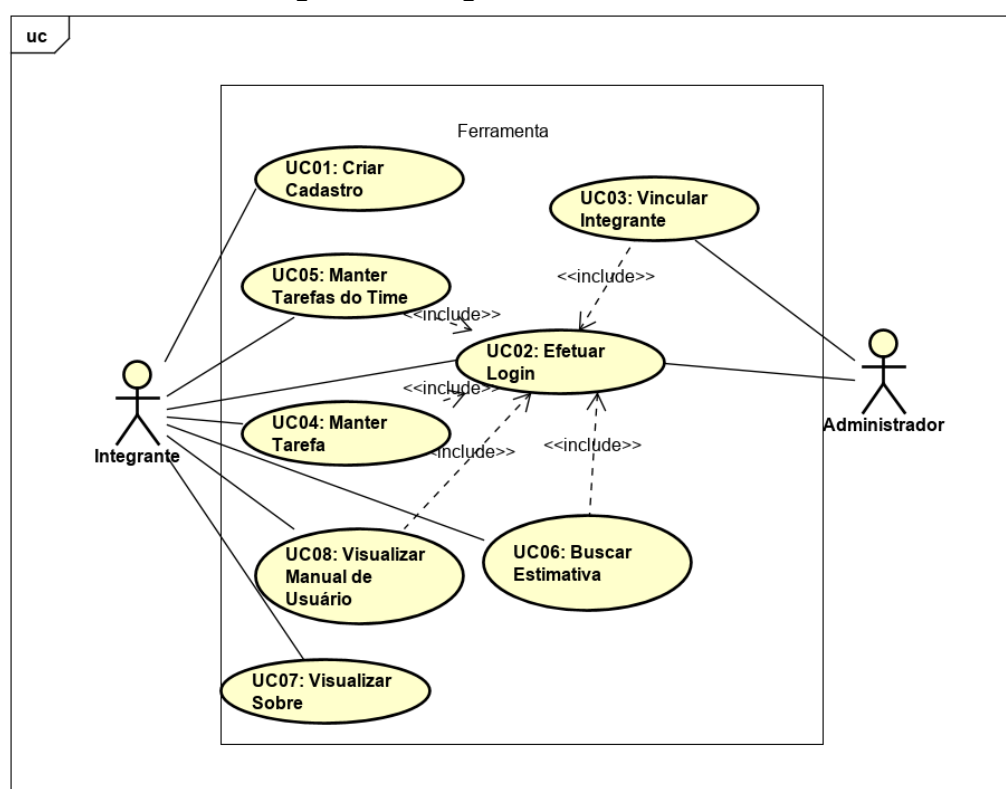 uc
Ferramenta
UC01: Criar
Cadastro
UC03: Vincular
Integrante
UC05: Manter
Tarefas do Time
<<include>>
<<include>>
UC02: Efetuar
Login
<<include>>
UC04: Manter
Tarefa
<<include>>
<include>>
Integrante
Administrador
UC08: Visualizar
Manual de
Usuário
UC06: Buscar
Estimativa
UC07: Visualizar
Sobre